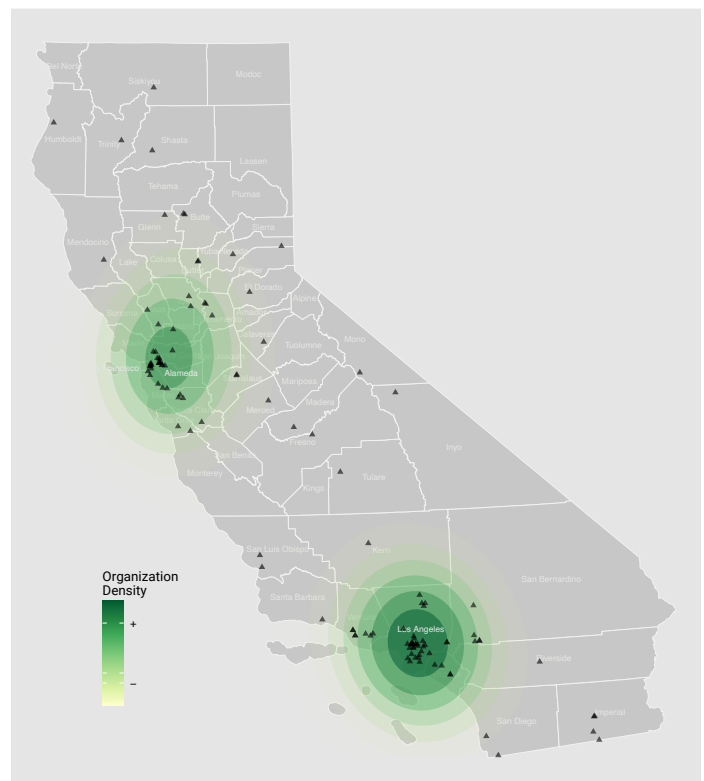 Del Norte
Siskiyou
Modoc
Humboldt
Trinity
Shasta
Lassen
Tehama
Plumas
Glenn
Butte
Sierra
Mendocino
Lake
Colusa
El Dorado
Alpine
Mono
Tuolumne
Alameda
Mariposa
Merced
Madera
Fresno
Inyo
San Benito
Monterey
Kings
Tulare
San Luis Obispo
Kern
San Bernardino
Santa Barbara
Los Angeles
Riverside
San Diego
Imperial
Organization
Density
+
–